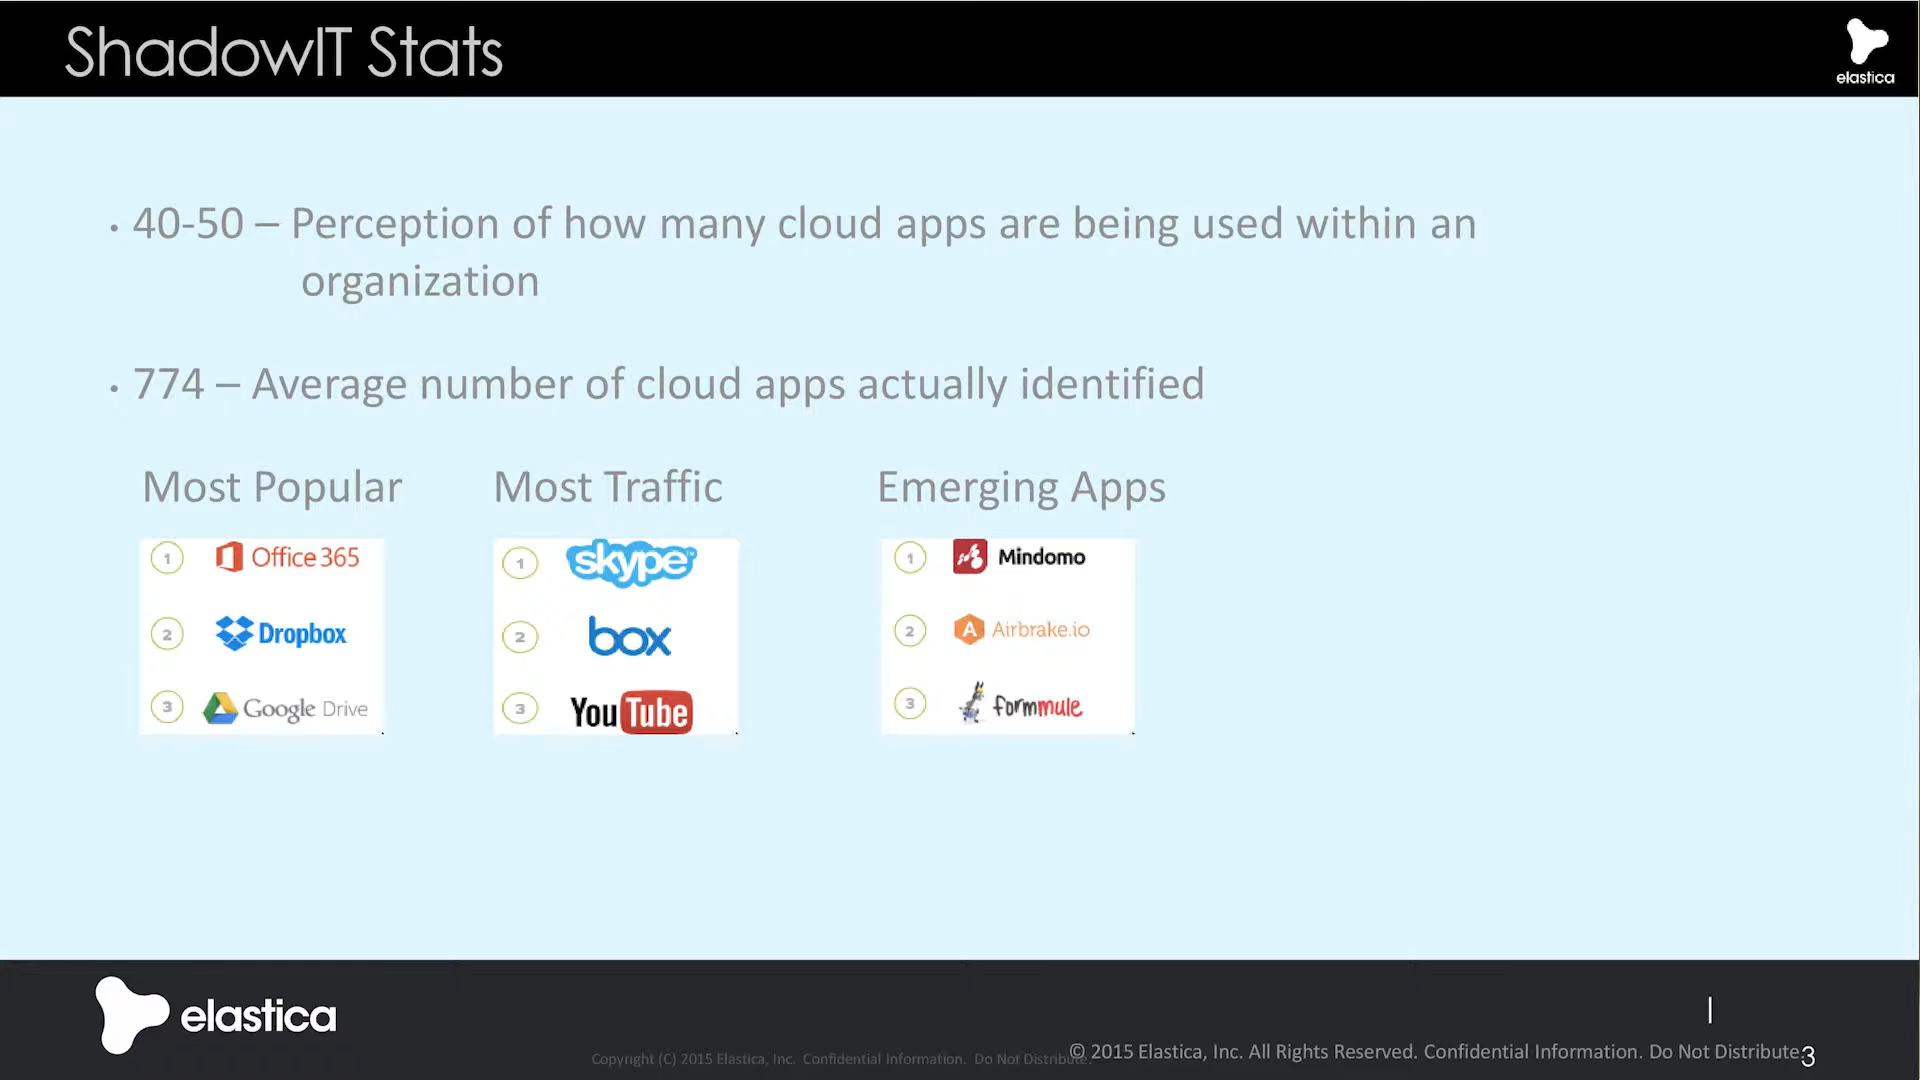 ShadowIT Stats
elastica
• 40-50 – Perception of how many cloud apps are being used within an
organization
• 774 – Average number of cloud apps actually identified
Most Popular
1 Office 365
2 Dropbox
3 Google Drive
Most Traffic
1 skype™
2 box
3 YouTube
Emerging Apps
1 Mindomo
2 Airbrake.io
3 formmule
elastica
|
Copyright (C) 2015 Elastica, Inc. Confidential Information. Do Not Distribute.
© 2015 Elastica, Inc. All Rights Reserved. Confidential Information. Do Not Distribute.
3